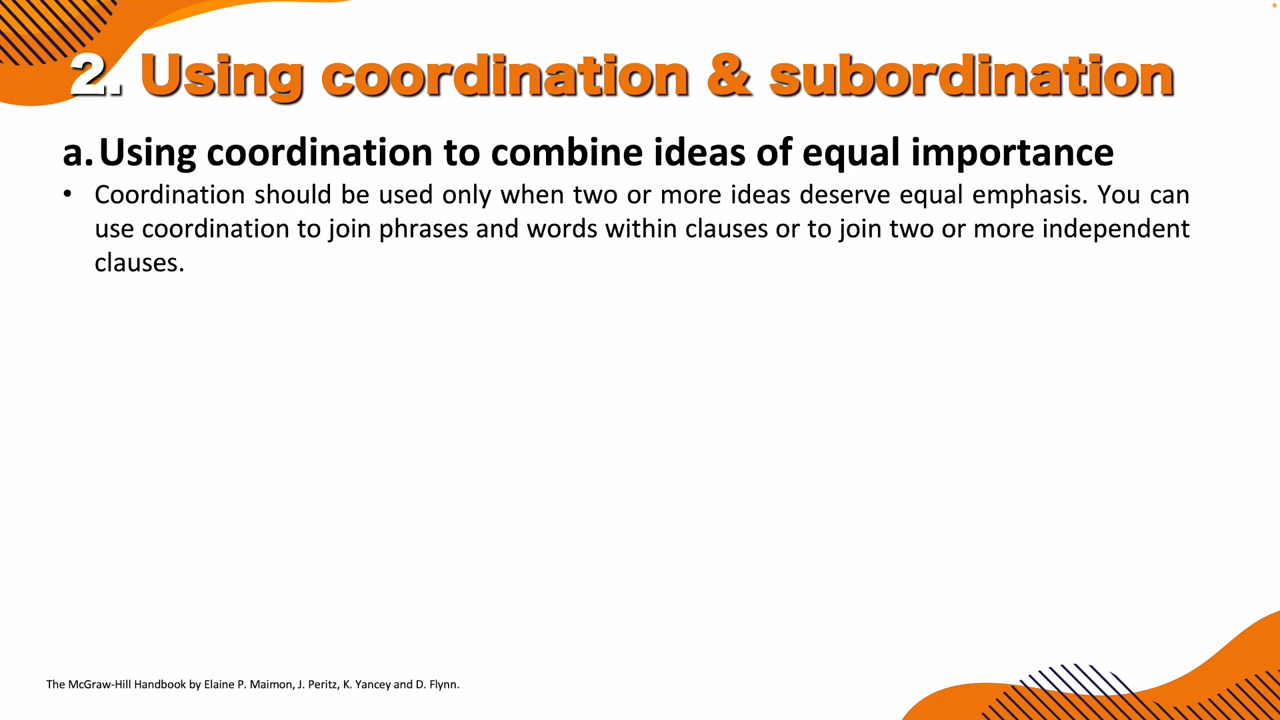 2. Using coordination & subordination
a. Using coordination to combine ideas of equal importance
• Coordination should be used only when two or more ideas deserve equal emphasis. You can
use coordination to join phrases and words within clauses or to join two or more independent
clauses.
The McGraw-Hill Handbook by Elaine P. Maimon, J. Peritz, K. Yancey and D. Flynn.